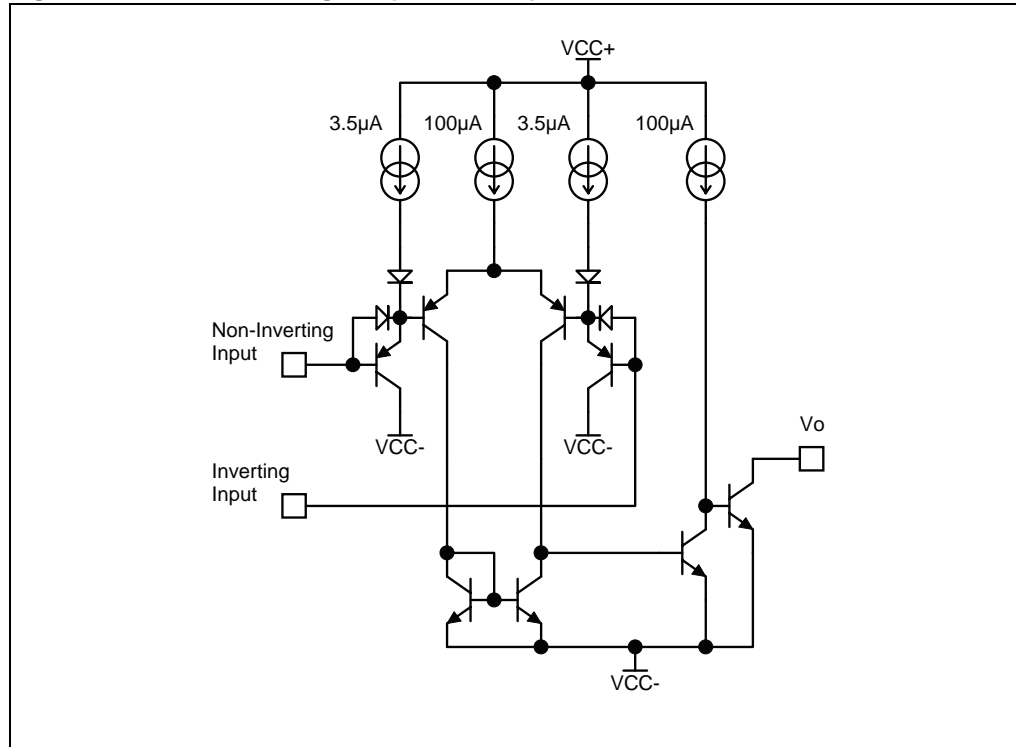 VCC+
3.5µA
100µA
3.5µA
100µA
Non-Inverting
Input
VCC-
VCC-
Vo
Inverting
Input
VCC-